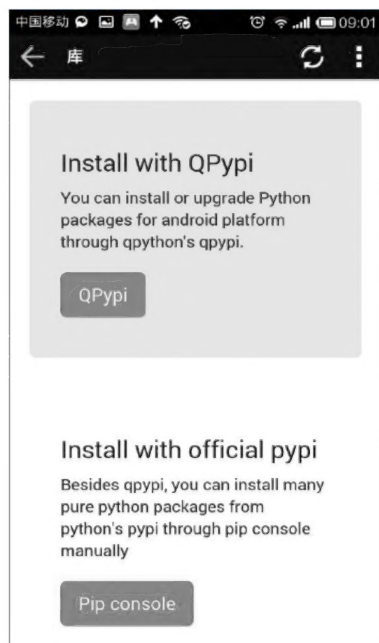 中国移动 09:01
库
Install with QPypi
You can install or upgrade Python
packages for android platform
through qpython's qpypi.
QPypi
Install with official pypi
Besides qpypi, you can install many
pure python packages from
python's pypi through pip console
manually
Pip console